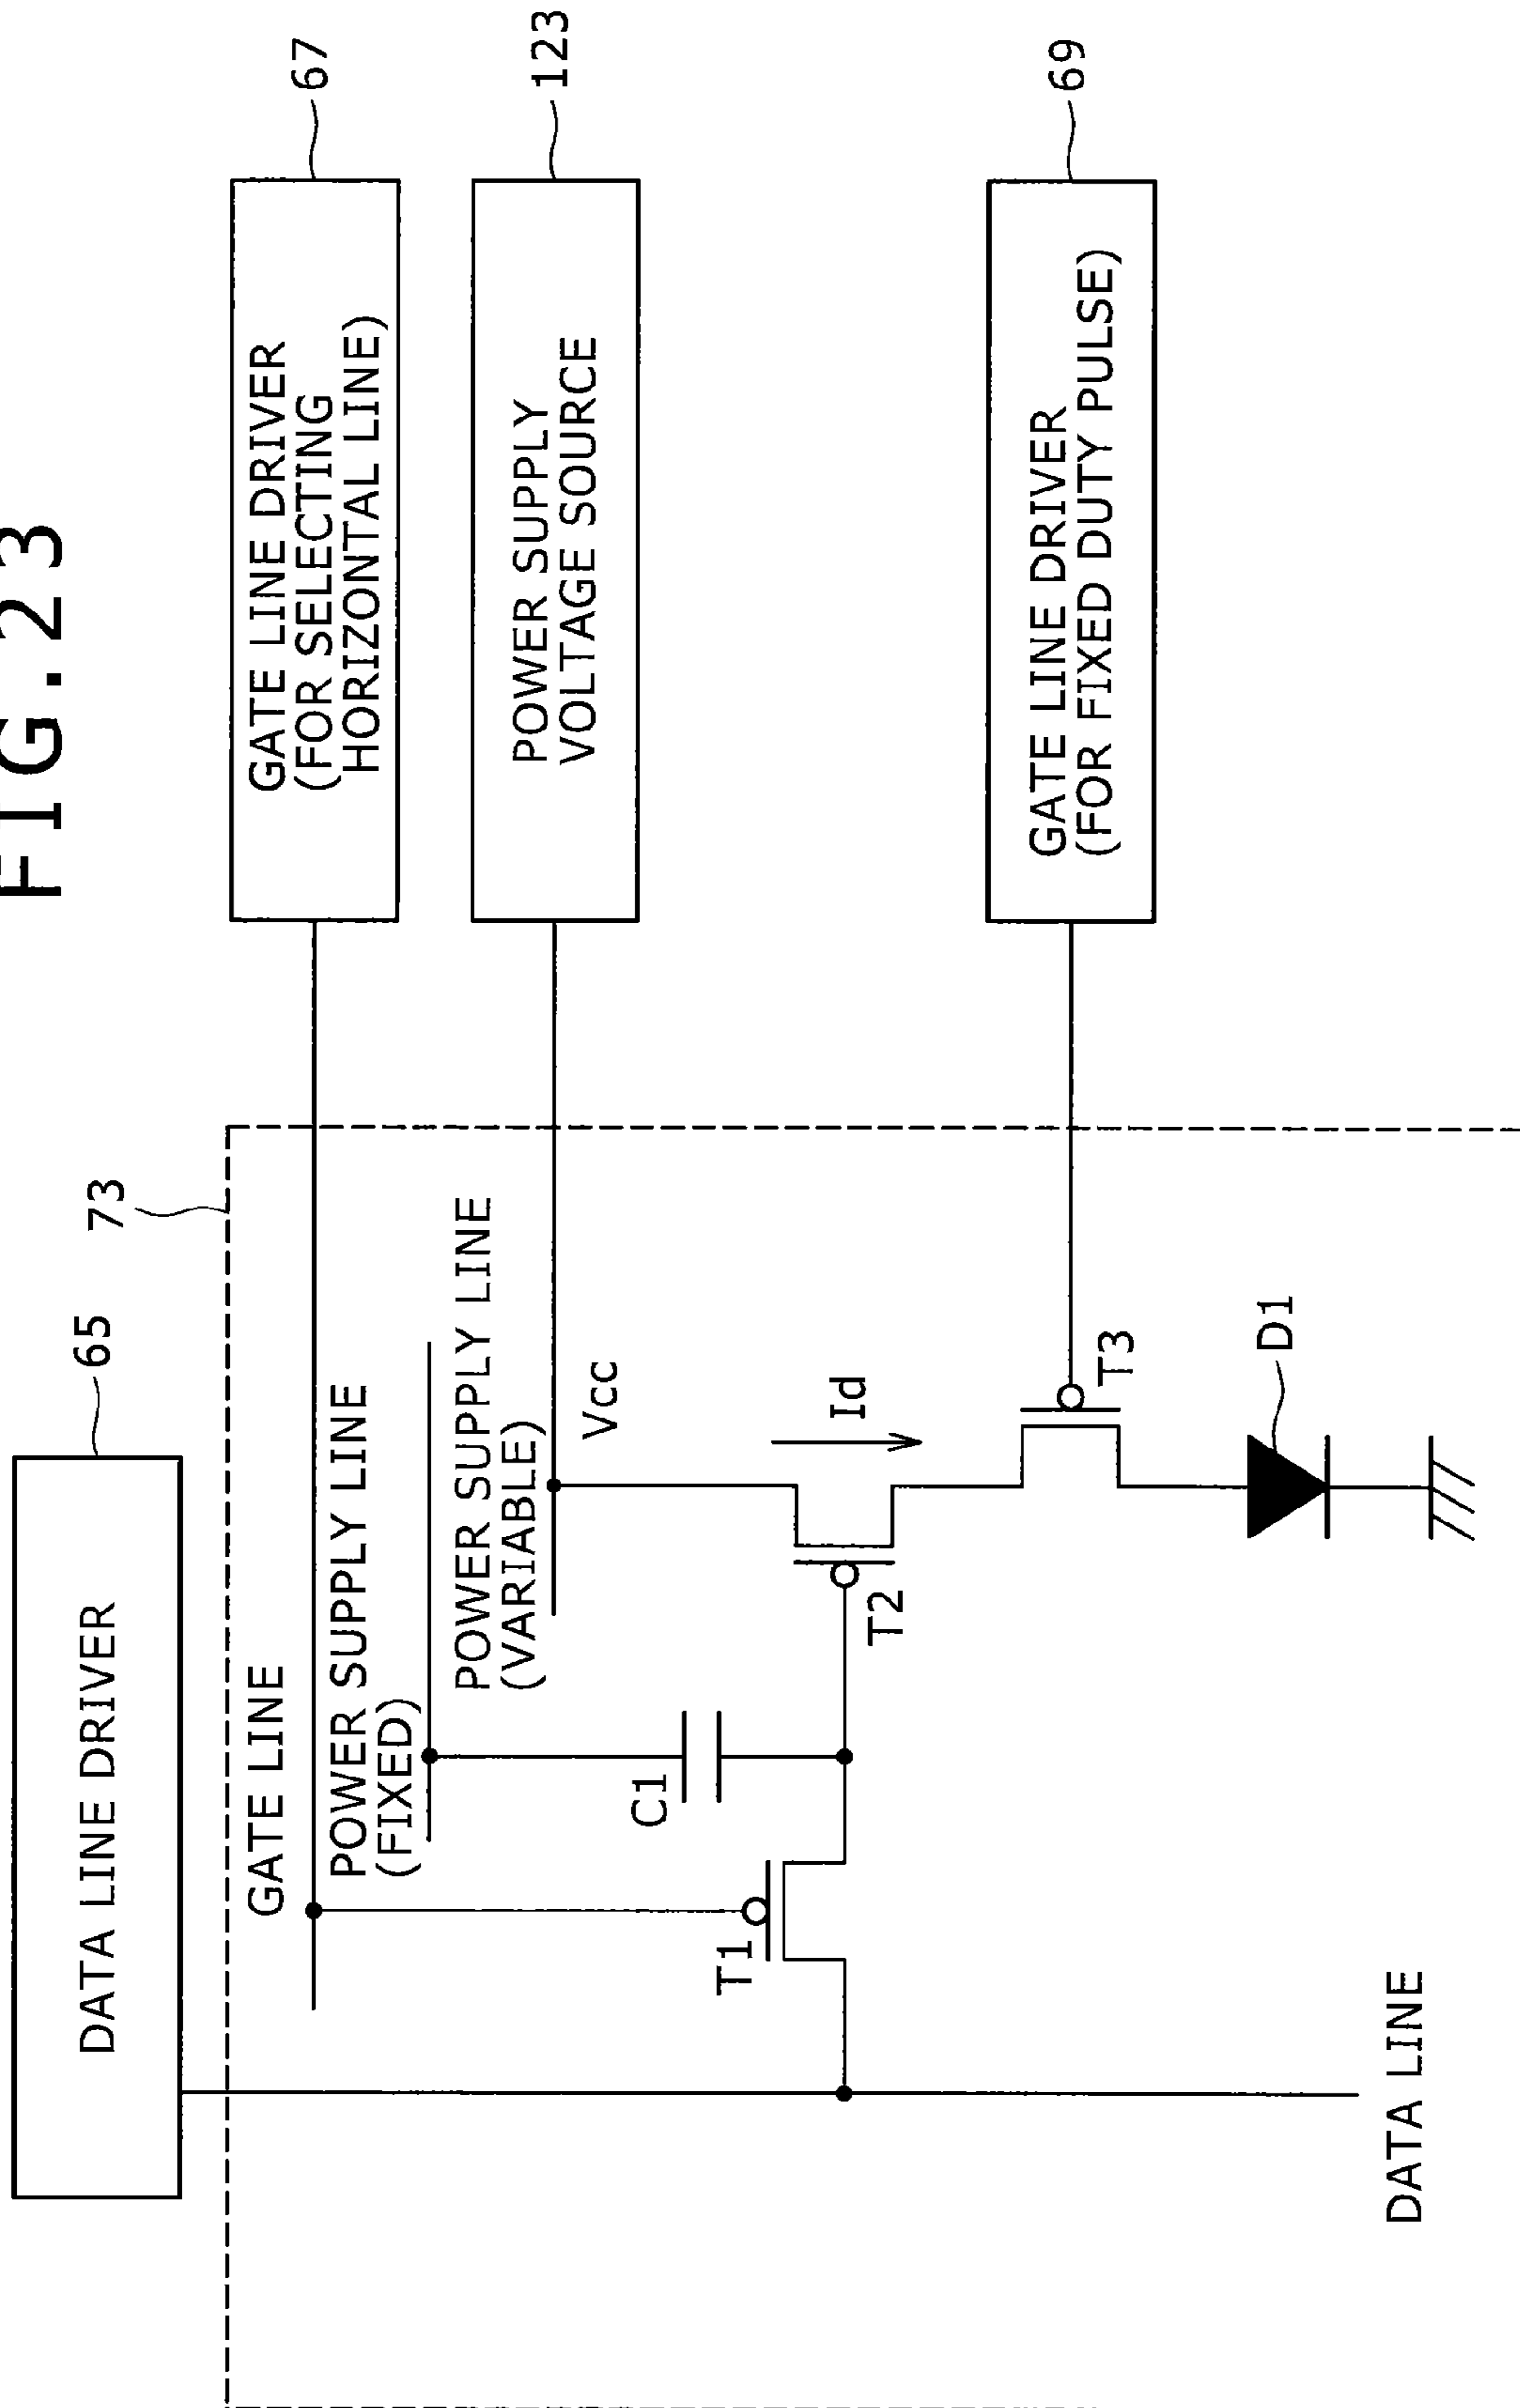 FIG.23
65
DATA LINE DRIVER
73
67
GATE LINE DRIVER
(FOR SELECTING
HORIZONTAL LINE)
GATE LINE
POWER SUPPLY LINE
(FIXED)
123
POWER SUPPLY
VOLTAGE SOURCE
POWER SUPPLY LINE
(VARIABLE)
Vcc
C1
T1
T2
Id
69
GATE LINE DRIVER
(FOR FIXED DUTY PULSE)
T3
D1
DATA LINE